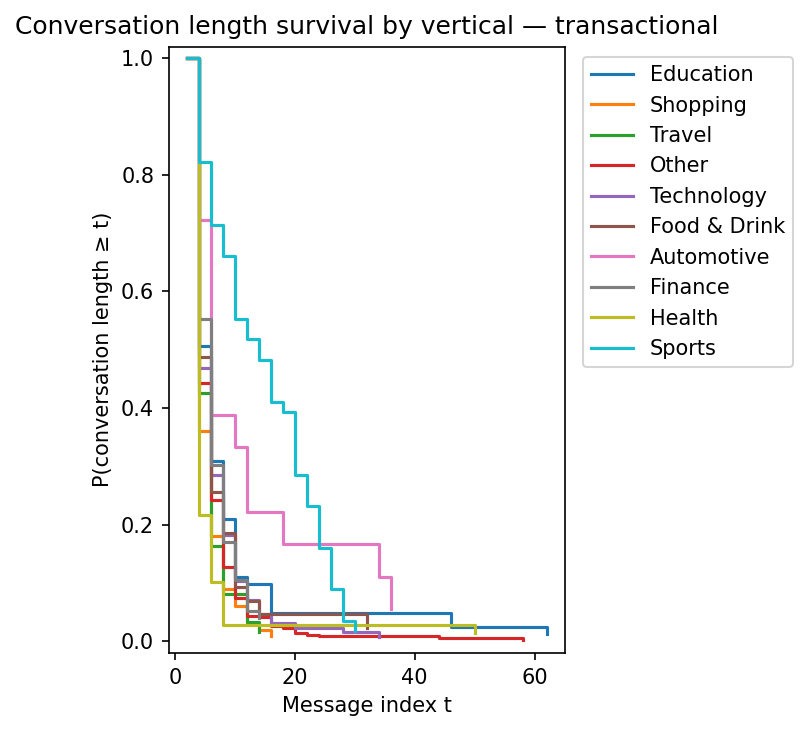 Conversation length survival by vertical — transactional
P(conversation length ≥ t)
1.0
0.8
0.6
0.4
0.2
0.0
0
20
40
60
Message index t
Education
Shopping
Travel
Other
Technology
Food & Drink
Automotive
Finance
Health
Sports